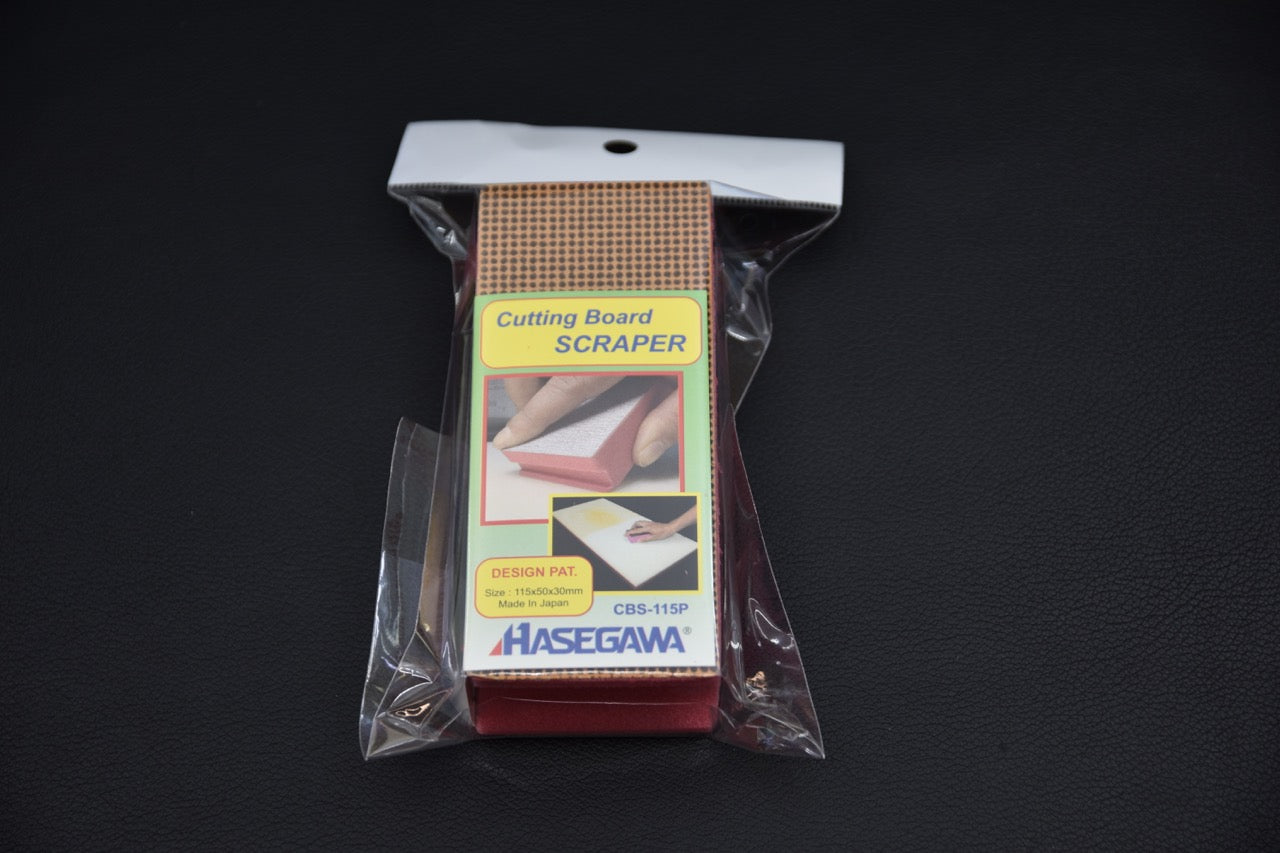 Cutting Board
SCRAPER
DESIGN PAT.
Size : 115x50x30mm
Made In Japan
CBS-115P
HASEGAWA®